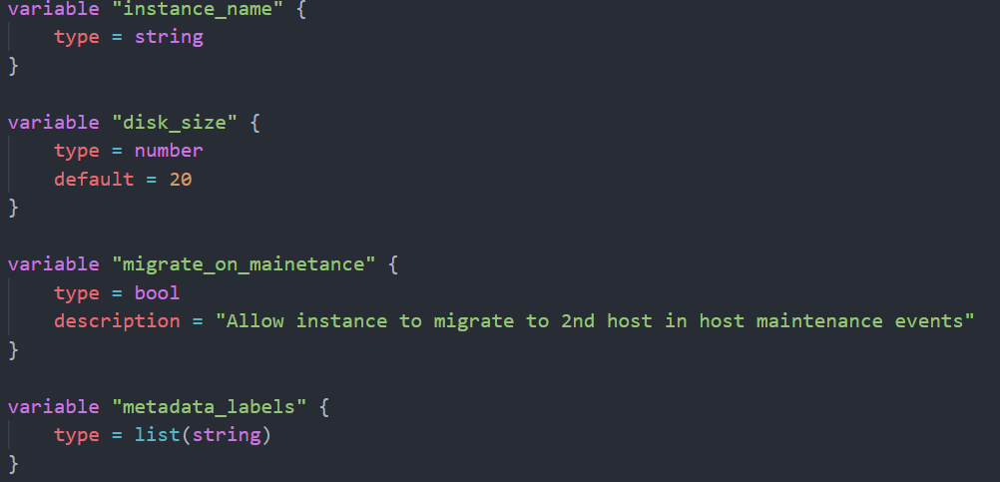 variable "instance_name" {
    type = string
}
variable "disk_size" {
    type = number
    default = 20
}
variable "migrate_on_mainetance" {
    type = bool
    description = "Allow instance to migrate to 2nd host in host maintenance events"
}
variable "metadata_labels" {
    type = list(string)
}